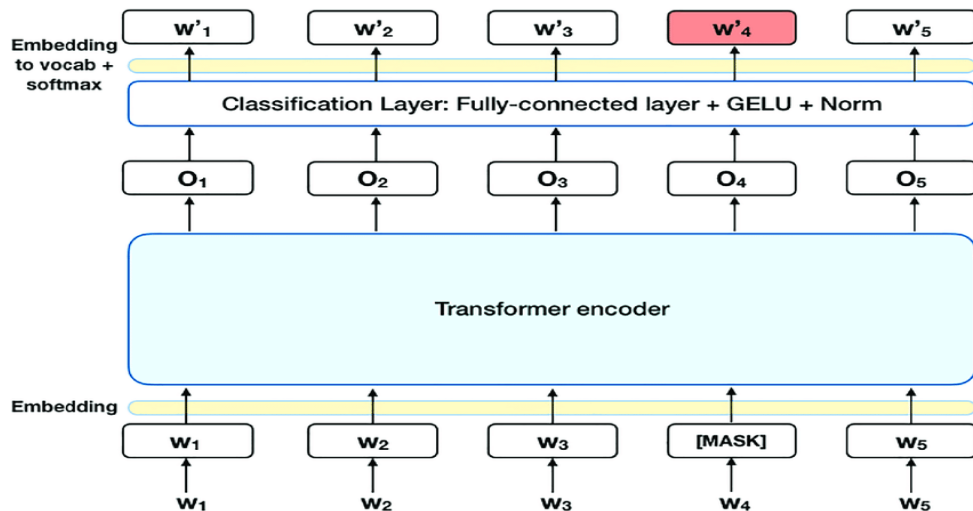 w'₁ w'₂ w'₃ w'₄ w'₅
Embedding
to vocab +
softmax
Classification Layer: Fully-connected layer + GELU + Norm
O₁ O₂ O₃ O₄ O₅
Transformer encoder
Embedding
w₁ w₂ w₃ [MASK] w₅
w₁ w₂ w₃ w₄ w₅